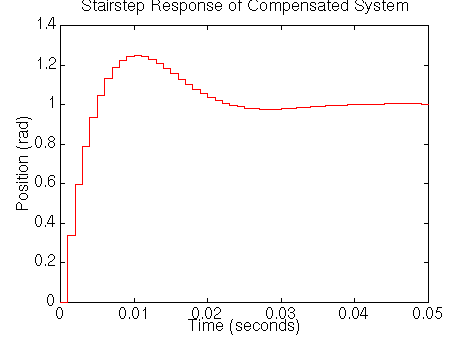 Stairstep Response of Compensated System
1.4
1.2
1
0.8
0.6
0.4
0.2
0
Position (rad)
0 0.01 0.02 0.03 0.04 0.05
Time (seconds)